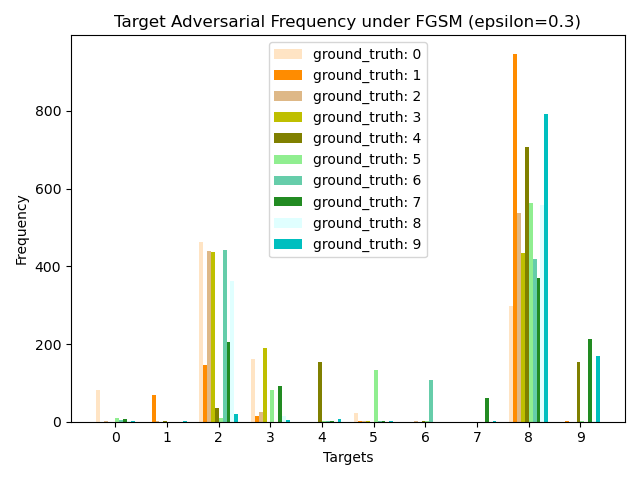 Target Adversarial Frequency under FGSM (epsilon=0.3)
ground_truth: 0
ground_truth: 1
ground_truth: 2
ground_truth: 3
ground_truth: 4
ground_truth: 5
ground_truth: 6
ground_truth: 7
ground_truth: 8
ground_truth: 9
Frequency
800
600
400
200
0
0 1 2 3 4 5 6 7 8 9
Targets